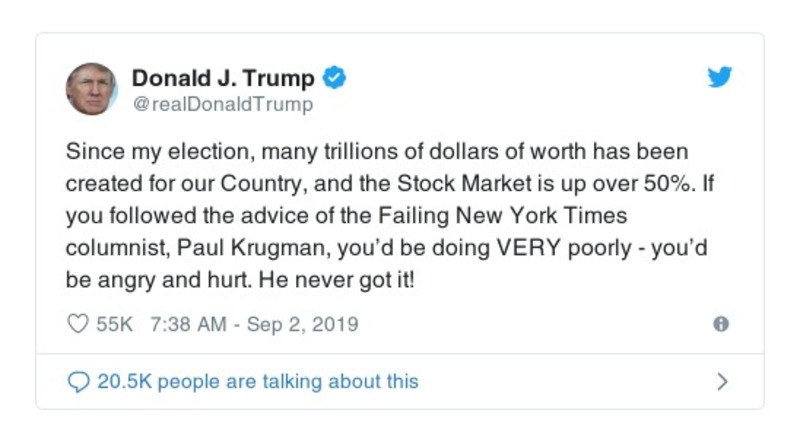 Donald J. Trump
@realDonaldTrump
Since my election, many trillions of dollars of worth has been
created for our Country, and the Stock Market is up over 50%. If
you followed the advice of the Failing New York Times
columnist, Paul Krugman, you’d be doing VERY poorly - you’d
be angry and hurt. He never got it!
55K 7:38 AM - Sep 2, 2019
20.5K people are talking about this